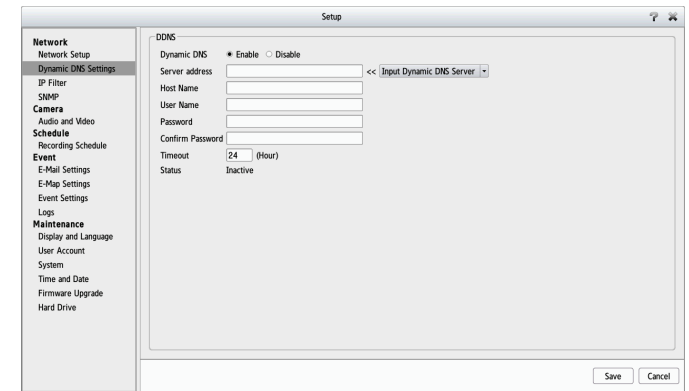 Setup
? ✖
Network
Network Setup
Dynamic DNS Settings
IP Filter
SNMP
Camera
Audio and Video
Schedule
Recording Schedule
Event
E-Mail Settings
E-Map Settings
Event Settings
Logs
Maintenance
Display and Language
User Account
System
Time and Date
Firmware Upgrade
Hard Drive
DDNS
Dynamic DNS Enable Disable
Server address << Input Dynamic DNS Server
Host Name
User Name
Password
Confirm Password
Timeout 24 (Hour)
Status Inactive
Save Cancel